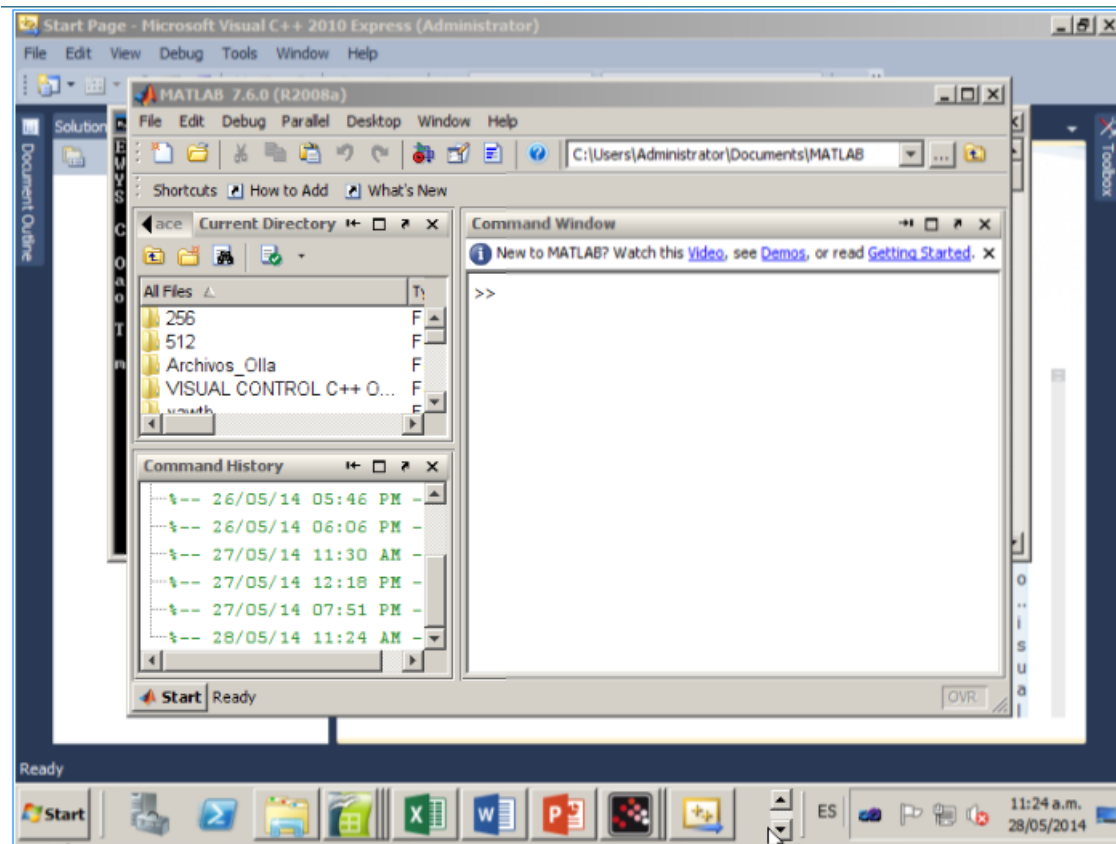 Start Page - Microsoft Visual C++ 2010 Express (Administrator)
File Edit View Debug Tools Window Help
MATLAB 7.6.0 (R2008a)
Solution
File Edit Debug Parallel Desktop Window Help
C:\Users\Administrator\Documents\MATLAB
Document Outline
Toolbox
Shortcuts How to Add What's New
ace Current Directory
Command Window
New to MATLAB? Watch this Video, see Demos, or read Getting Started.
All Files Ty
>>
256 F
512 F
Archivos_Olla F
VISUAL CONTROL C++ O... F
Command History
%-- 26/05/14 05:46 PM -
%-- 26/05/14 06:06 PM -
%-- 27/05/14 11:30 AM -
%-- 27/05/14 12:18 PM -
%-- 27/05/14 07:51 PM -
%-- 28/05/14 11:24 AM -
Start Ready
OVR
Ready
Start
ES
11:24 a.m.
28/05/2014